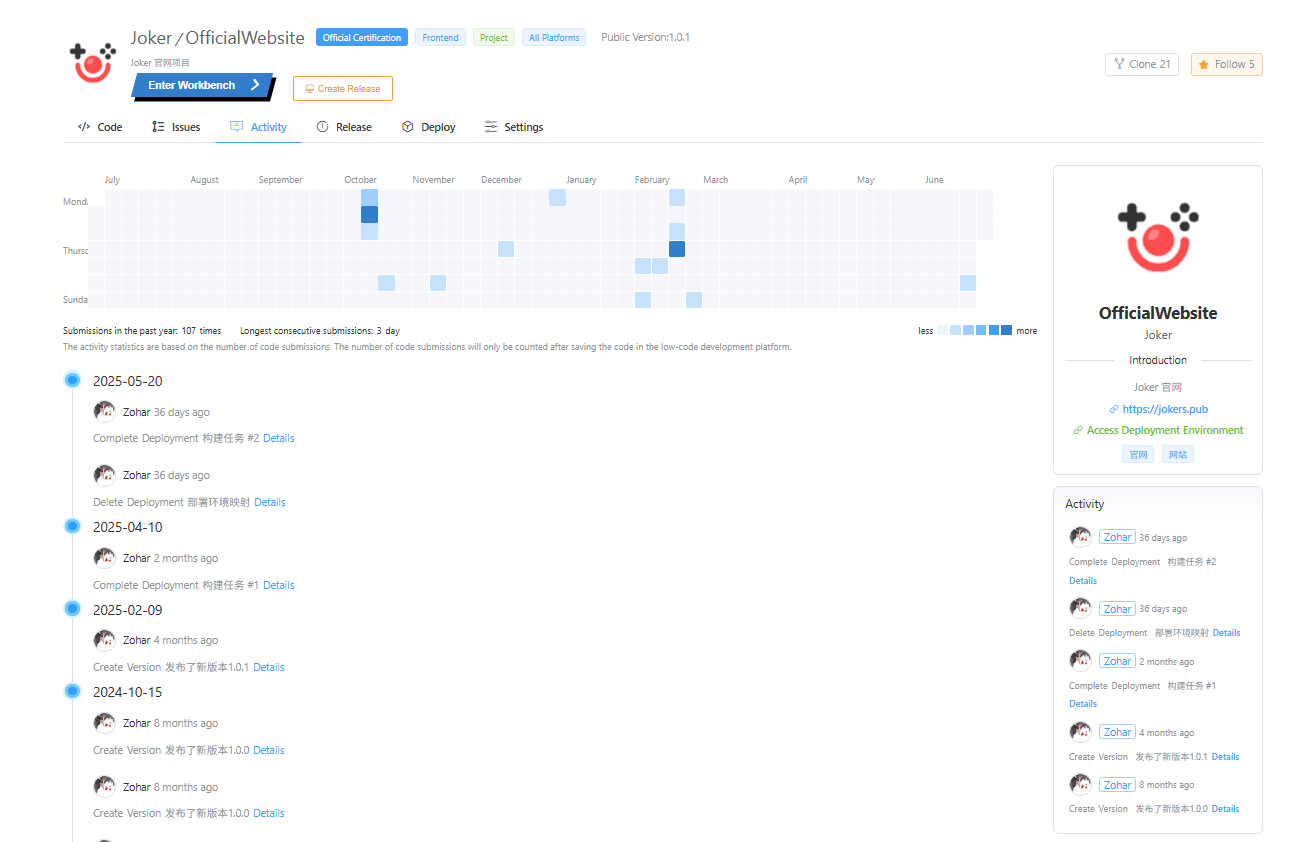 Joker / OfficialWebsite Official Certification Frontend Project All Platforms Public Version:1.0.1
Joker 官网项目
Enter Workbench
Create Release
Clone 21
Follow 5
Code Issues Activity Release Deploy Settings
July August September October November December January February March April May June
Monda
Thursd
Sunda
Submissions in the past year: 107 times Longest consecutive submissions: 3 day
less more
The activity statistics are based on the number of code submissions. The number of code submissions will only be counted after saving the code in the low-code development platform.
2025-05-20
Zohar 36 days ago
Complete Deployment 构建任务 #2 Details
Zohar 36 days ago
Delete Deployment 部署环境映射 Details
2025-04-10
Zohar 2 months ago
Complete Deployment 构建任务 #1 Details
2025-02-09
Zohar 4 months ago
Create Version 发布了新版本1.0.1 Details
2024-10-15
Zohar 8 months ago
Create Version 发布了新版本1.0.0 Details
Zohar 8 months ago
Create Version 发布了新版本1.0.0 Details
OfficialWebsite
Joker
Introduction
Joker 官网
https://jokers.pub
Access Deployment Environment
官网 网站
Activity
Zohar 36 days ago
Complete Deployment 构建任务 #2
Details
Zohar 36 days ago
Delete Deployment 部署环境映射 Details
Zohar 2 months ago
Complete Deployment 构建任务 #1
Details
Zohar 4 months ago
Create Version 发布了新版本1.0.1 Details
Zohar 8 months ago
Create Version 发布了新版本1.0.0 Details